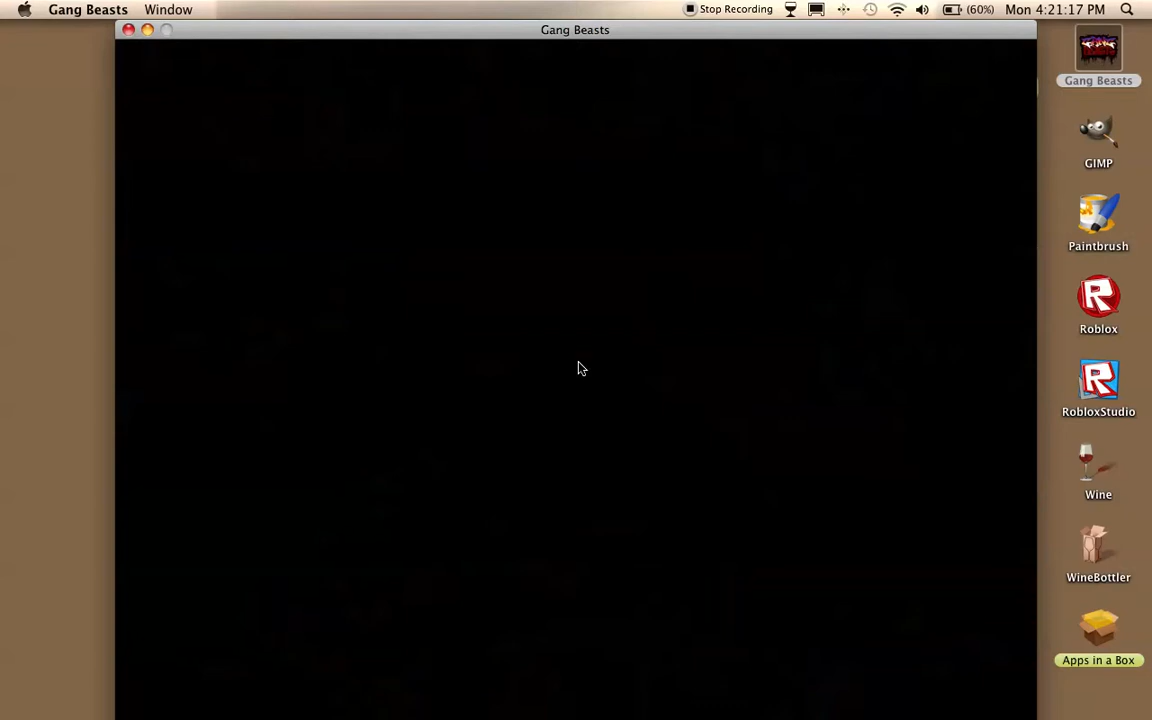 Gang Beasts Window Stop Recording (60%) Mon 4:21:17 PM
Gang Beasts
Gang Beasts
GIMP
Paintbrush
Roblox
RobloxStudio
Wine
WineBottler
Apps in a Box